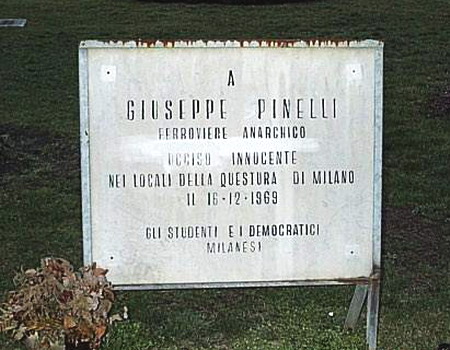 A
GIUSEPPE PINELLI
FERROVIERE ANARCHICO
UCCISO INNOCENTE
NEI LOCALI DELLA QUESTURA DI MILANO
IL 16-12-1969
GLI STUDENTI E I DEMOCRATICI
MILANESI